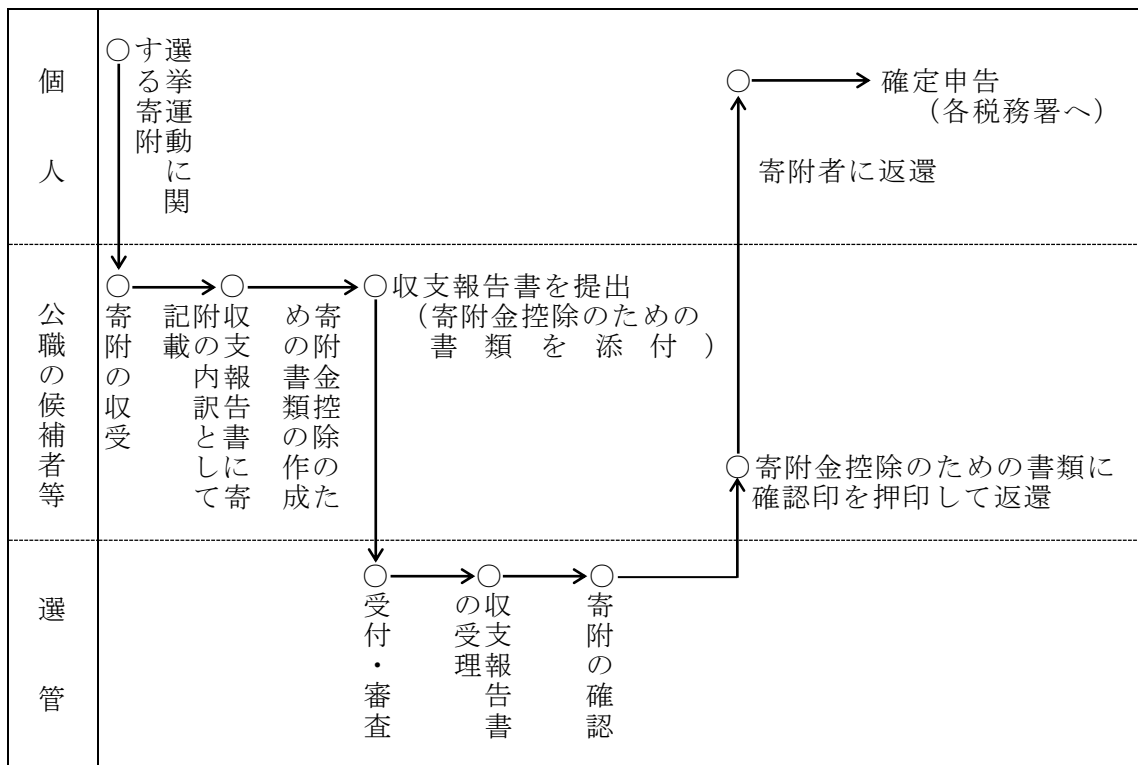 個人
○選挙運動に関
する寄附
○ 確定申告
（各税務署へ）
寄附者に返還
公職の候補者等
○寄附の収受
○収支報告書に寄
附の内訳として
記載
寄附金控除のた
めの書類の作成
○収支報告書を提出
（寄附金控除のための
書類を添付）
○寄附金控除のための書類に
確認印を押印して返還
選管
○受付・審査
○収支報告書
の受理
○寄附の確認